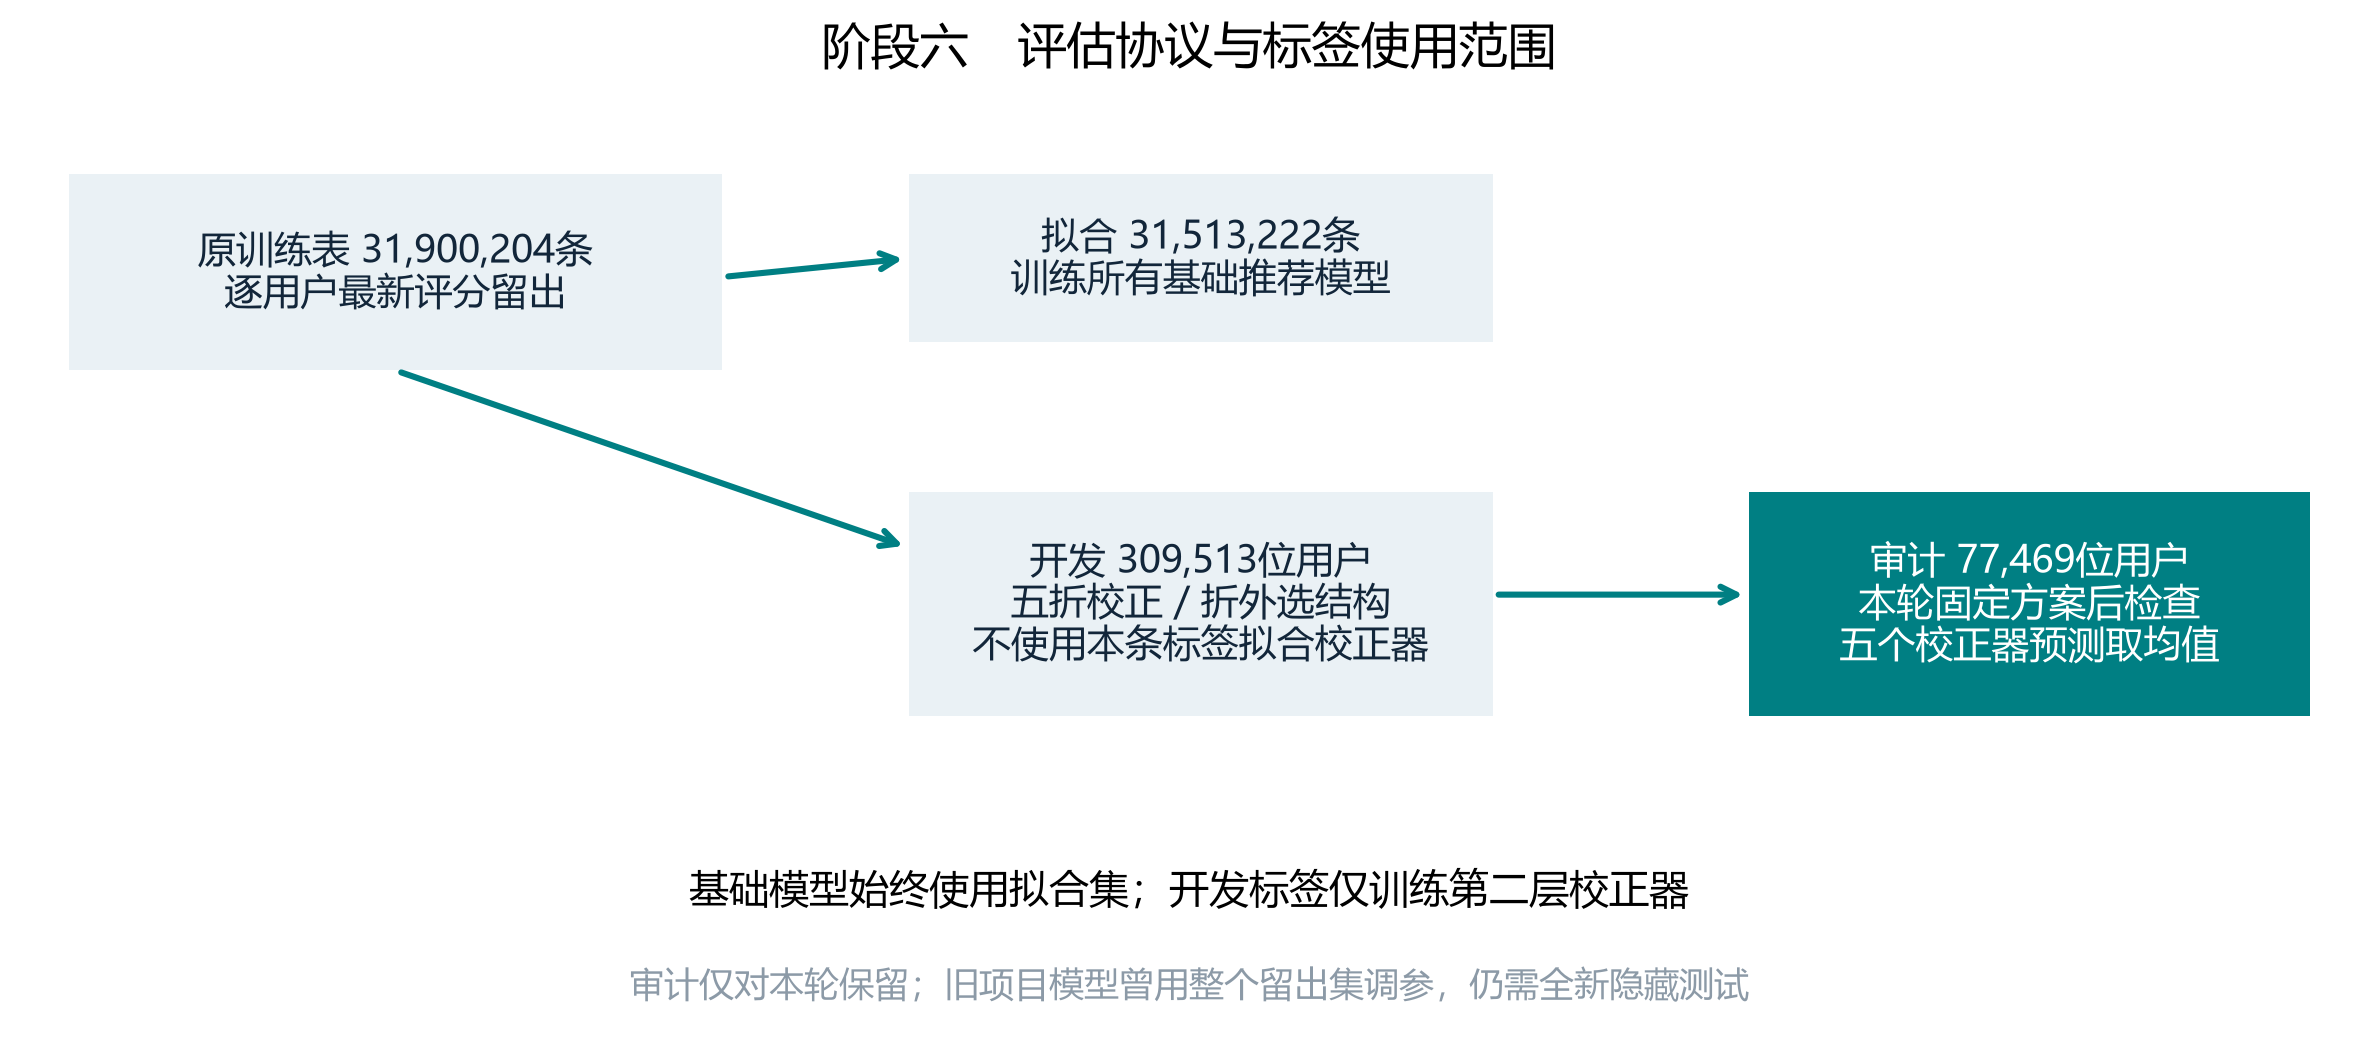 阶段六　评估协议与标签使用范围
原训练表 31,900,204条
逐用户最新评分留出
拟合 31,513,222条
训练所有基础推荐模型
开发 309,513位用户
五折校正 / 折外选结构
不使用本条标签拟合校正器
审计 77,469位用户
本轮固定方案后检查
五个校正器预测取均值
基础模型始终使用拟合集；开发标签仅训练第二层校正器
审计仅对本轮保留；旧项目模型曾用整个留出集调参，仍需全新隐藏测试